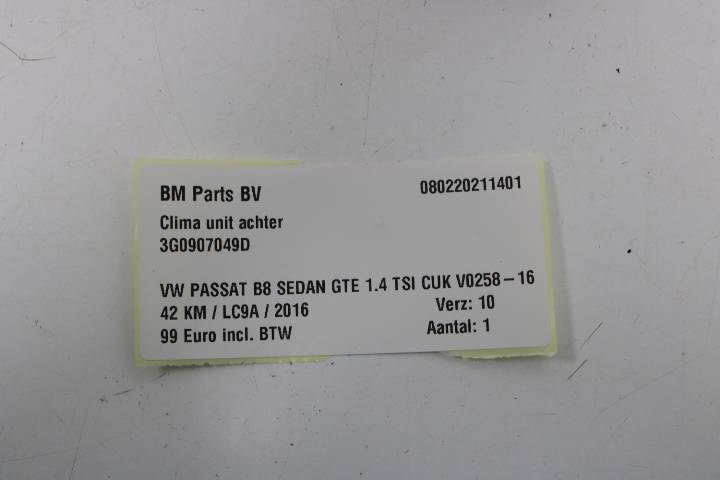 BM Parts BV 080220211401
Clima unit achter
3G0907049D
VW PASSAT B8 SEDAN GTE 1.4 TSI CUK V0258-16
42 KM / LC9A / 2016 Verz: 10
99 Euro incl. BTW Aantal: 1